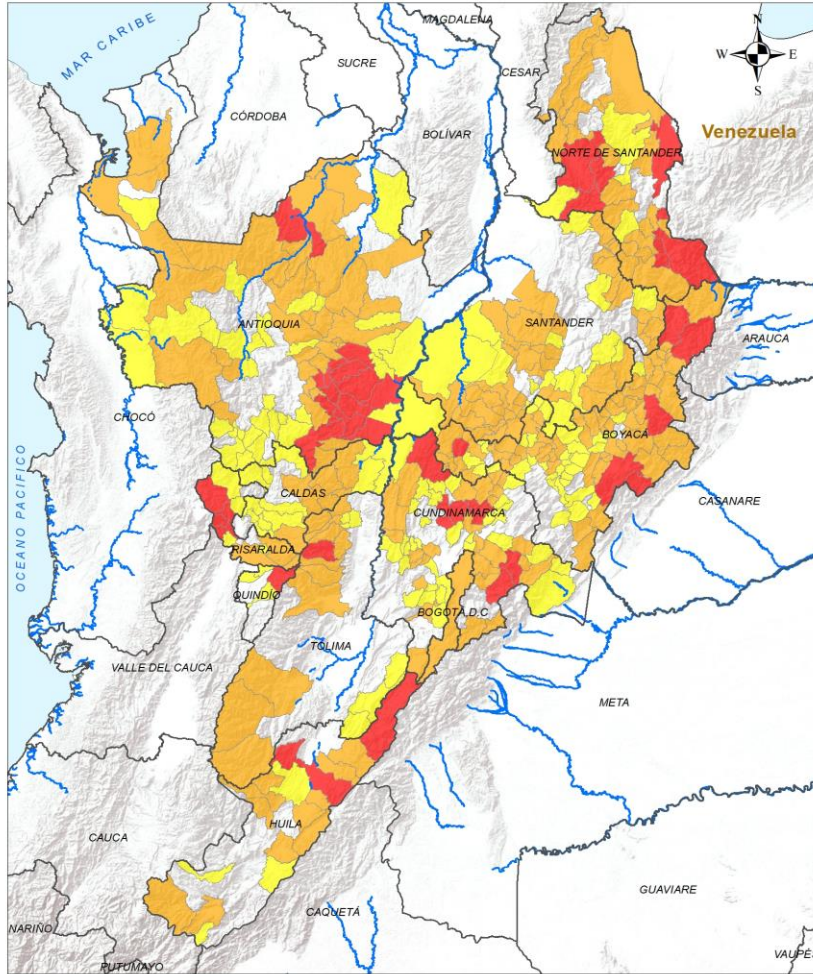 MAGDALENA
MAR CARIBE
SUCRE
CESAR
N
W E
S
CÓRDOBA
BOLÍVAR
Venezuela
NORTE DE SANTANDER
ANTIOQUIA
SANTANDER
ARAUCA
CHOCÓ
BOYACÁ
OCEANO PACIFICO
CALDAS
CUNDINAMARCA
CASANARE
RISARALDA
QUINDÍO
BOGOTÁ D.C
TOLIMA
VALLE DEL CAUCA
META
HUILA
CAUCA
GUAVIARE
CAQUETÁ
NARIÑO
PUTUMAYO
VAUPÉS